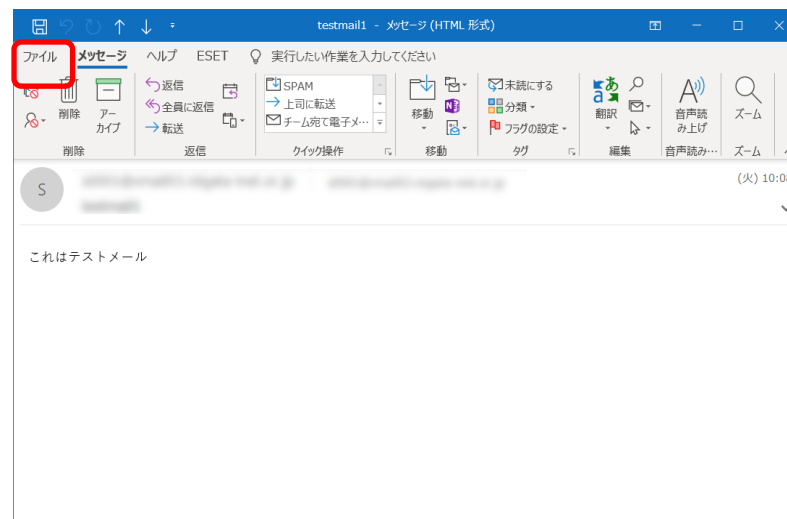 testmail1 - メッセージ (HTML 形式)
ファイル メッセージ ヘルプ ESET 実行したい作業を入力してください
削除
アー
カイブ
返信
全員に返信
転送
SPAM
上司に転送
チーム宛て電子メ…
移動
未読にする
分類
フラグの設定
翻訳
音声読
み上げ
ズーム
削除 返信 クイック操作 移動 タグ 編集 音声読み… ズーム
S
(火) 10:08
これはテストメール